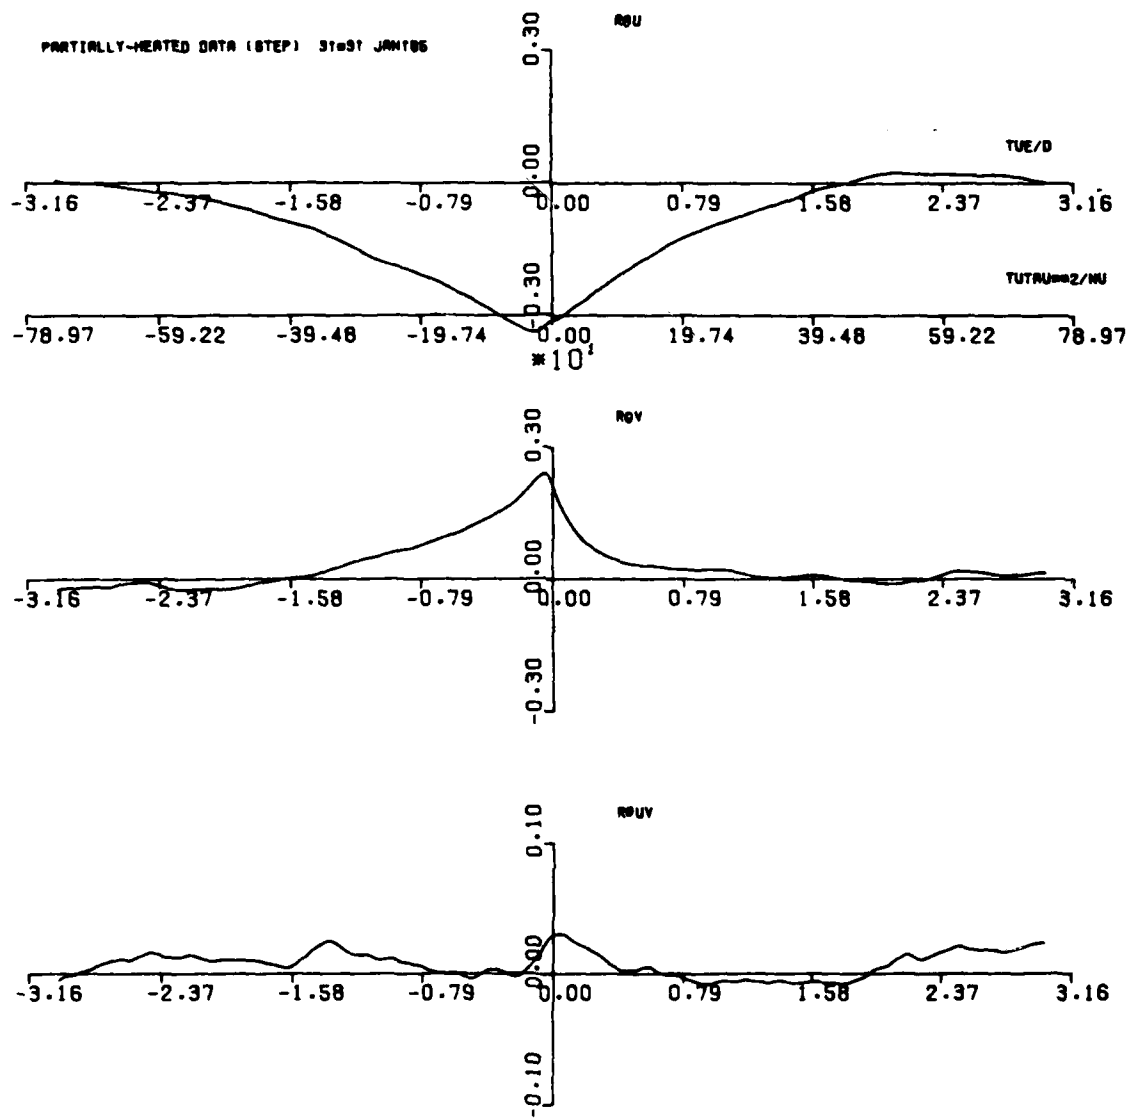 RθU
0.30
PARTIALLY-HEATED DATA (STEP)
TUE/D
0.00
-3.16 -2.37 -1.58 -0.79 0.00 0.79 1.58 2.37 3.16
TUTAU**2/NU
-0.30
-78.97 -59.22 -39.48 -19.74 0.00 19.74 39.48 59.22 78.97
*10¹
RθV
0.30
0.00
-3.16 -2.37 -1.58 -0.79 0.00 0.79 1.58 2.37 3.16
-0.30
RθUV
0.10
0.00
-3.16 -2.37 -1.58 -0.79 0.00 0.79 1.58 2.37 3.16
-0.10